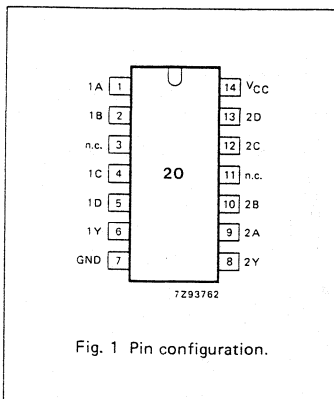 1A 1 14 VCC
1B 2 13 2D
n.c. 3 12 2C
1C 4 20 11 n.c.
1D 5 10 2B
1Y 6 9 2A
GND 7 8 2Y
7Z93762
Fig. 1 Pin configuration.